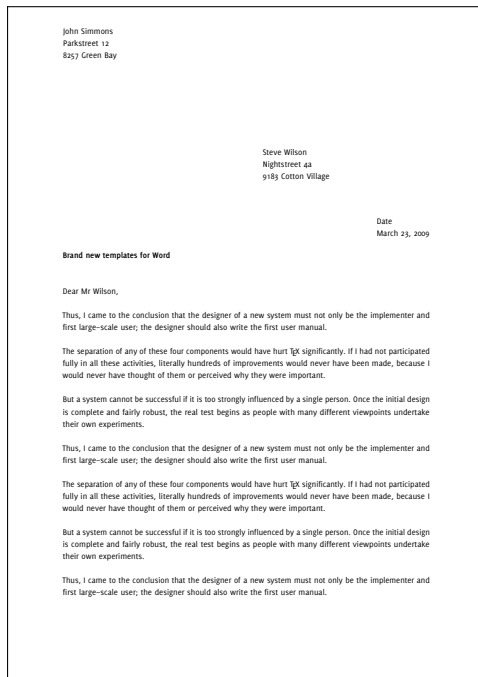 John Simmons
Parkstreet 12
8257 Green Bay
Steve Wilson
Nightstreet 4a
9183 Cotton Village
Date
March 23, 2009
Brand new templates for Word
Dear Mr Wilson,
Thus, I came to the conclusion that the designer of a new system must not only be the implementer and
first large-scale user; the designer should also write the first user manual.
The separation of any of these four components would have hurt TEX significantly. If I had not participated
fully in all these activities, literally hundreds of improvements would never have been made, because I
would never have thought of them or perceived why they were important.
But a system cannot be successful if it is too strongly influenced by a single person. Once the initial design
is complete and fairly robust, the real test begins as people with many different viewpoints undertake
their own experiments.
Thus, I came to the conclusion that the designer of a new system must not only be the implementer and
first large-scale user; the designer should also write the first user manual.
The separation of any of these four components would have hurt TEX significantly. If I had not participated
fully in all these activities, literally hundreds of improvements would never have been made, because I
would never have thought of them or perceived why they were important.
But a system cannot be successful if it is too strongly influenced by a single person. Once the initial design
is complete and fairly robust, the real test begins as people with many different viewpoints undertake
their own experiments.
Thus, I came to the conclusion that the designer of a new system must not only be the implementer and
first large-scale user; the designer should also write the first user manual.